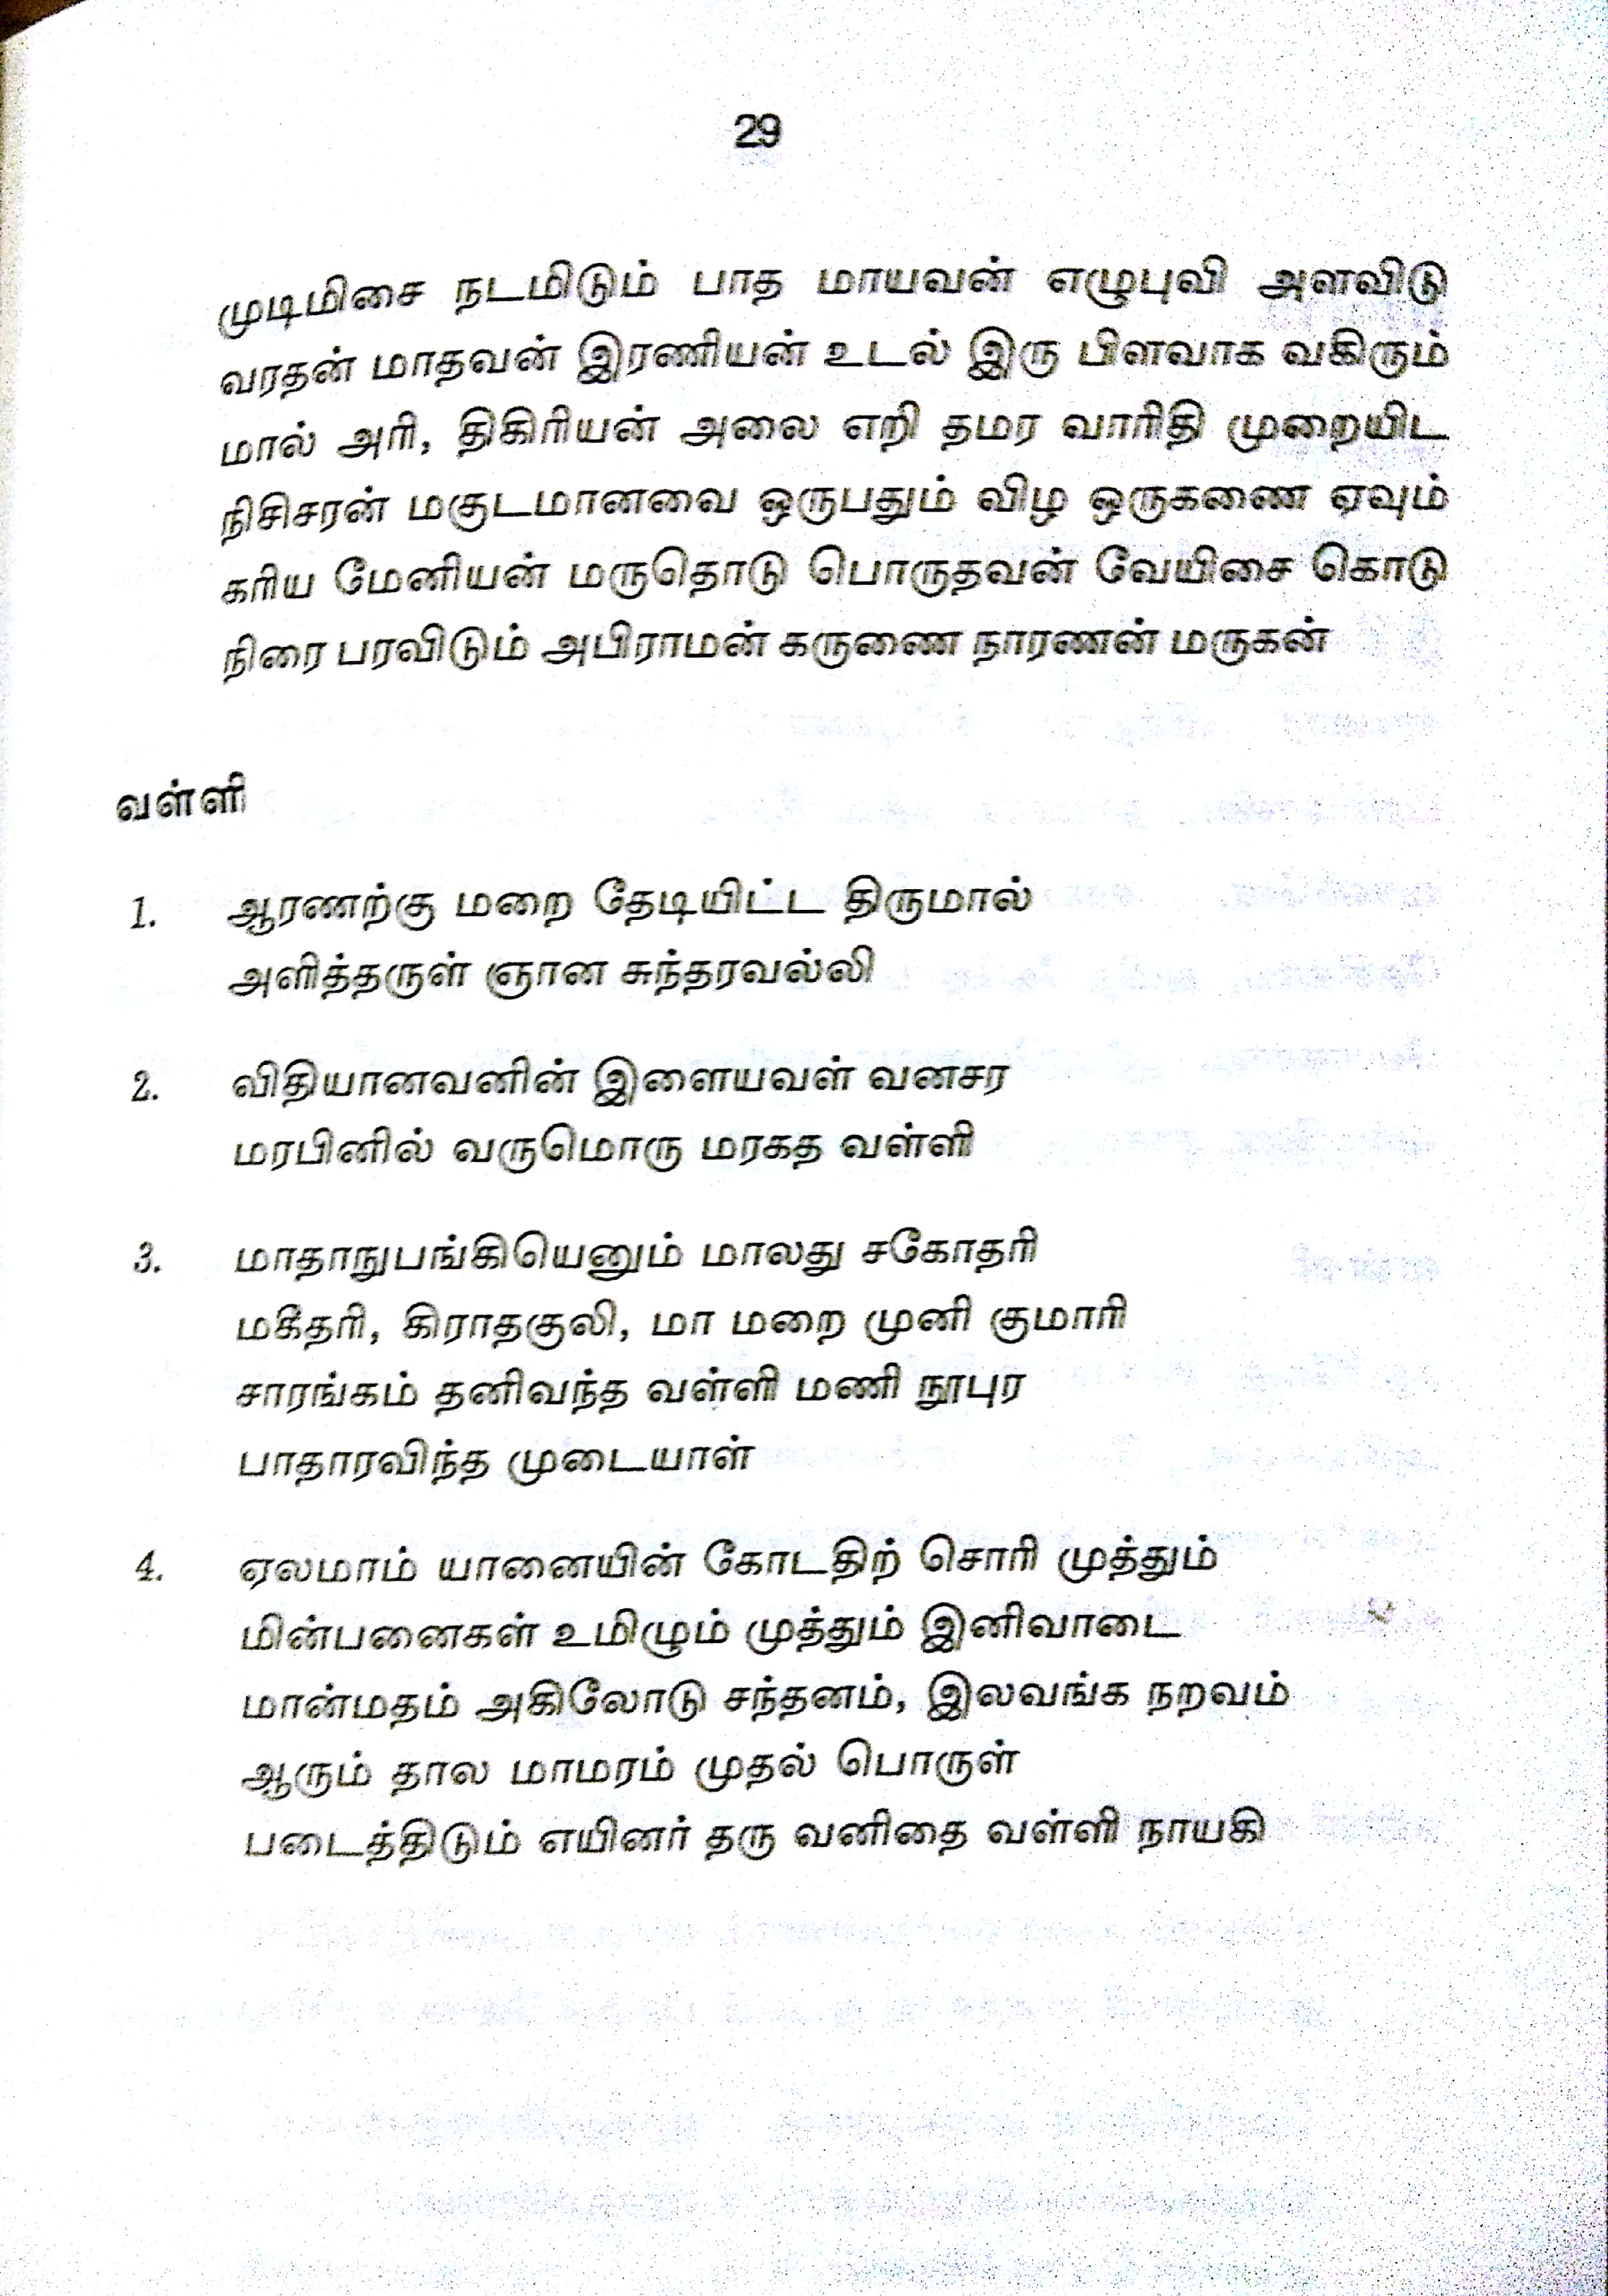 29
முடிமிசை நடமிடும் பாத மாயவன் எழுபுவி அளவிடு
வரதன் மாதவன் இரணியன் உடல் இரு பிளவாக வகிரும்
மால் அரி, திகிரியன் அலை எறி தமர வாரிதி முறையிட
நிசிசரன் மகுடமானவை ஒருபதும் விழ ஒருகணை ஏவும்
கரிய மேனியன் மருதொடு பொருதவன் வேயிசை கொடு
நிரை பரவிடும் அபிராமன் கருணை நாரணன் மருகன்
வள்ளி
1. ஆரணற்கு மறை தேடியிட்ட திருமால்
அளித்தருள் ஞான சுந்தரவல்லி
2. விதியானவனின் இளையவள் வனசர
மரபினில் வருமொரு மரகத வள்ளி
3. மாதாநுபங்கியெனும் மாலது சகோதரி
மகீதரி, கிராதகுலி, மா மறை முனி குமாரி
சாரங்கம் தனிவந்த வள்ளி மணி நூபுர
பாதாரவிந்த முடையாள்
4. ஏலமாம் யானையின் கோடதிற் சொரி முத்தும்
மின்பனைகள் உமிழும் முத்தும் இனிவாடை
மான்மதம் அகிலோடு சந்தனம், இலவங்க நறவம்
ஆரும் தால மாமரம் முதல் பொருள்
படைத்திடும் எயினர் தரு வனிதை வள்ளி நாயகி